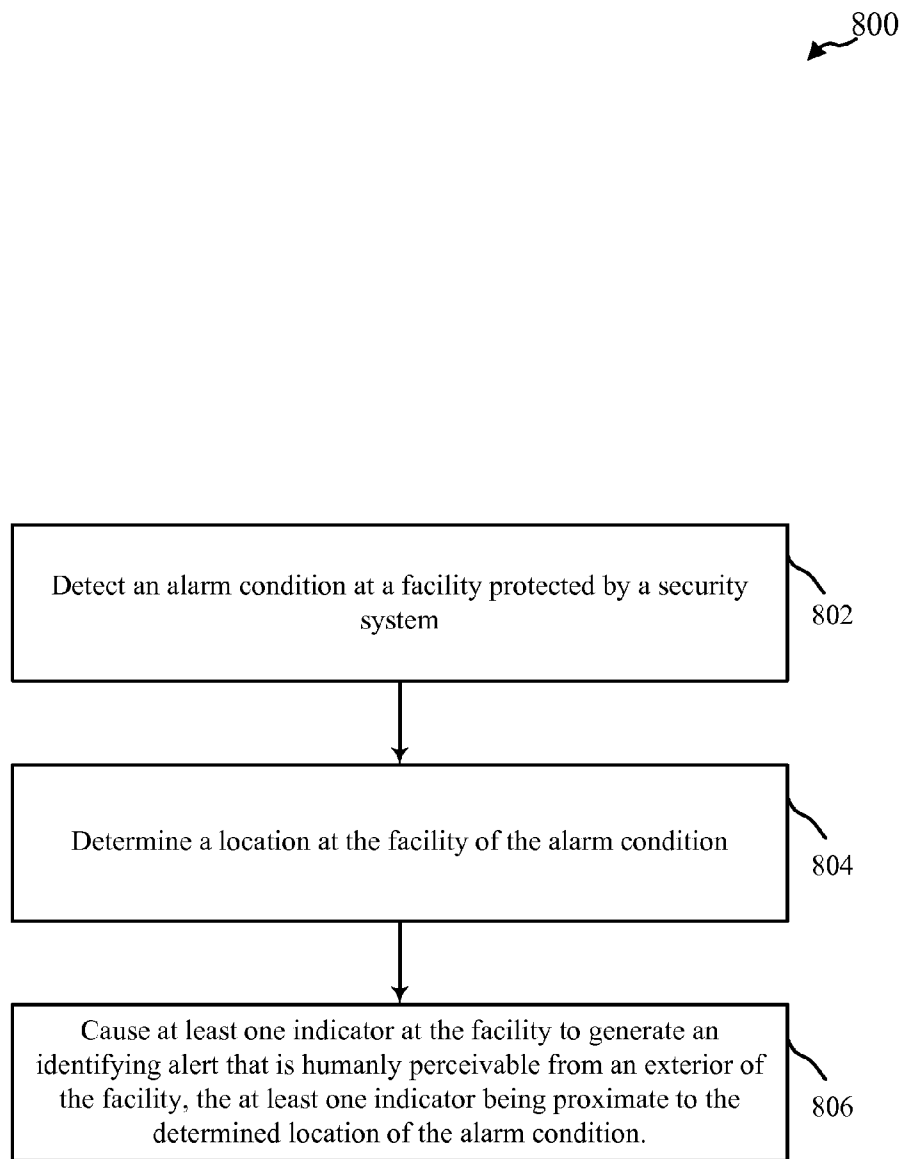 800
Detect an alarm condition at a facility protected by a security
system
802
Determine a location at the facility of the alarm condition
804
Cause at least one indicator at the facility to generate an
identifying alert that is humanly perceivable from an exterior of
the facility, the at least one indicator being proximate to the
determined location of the alarm condition.
806